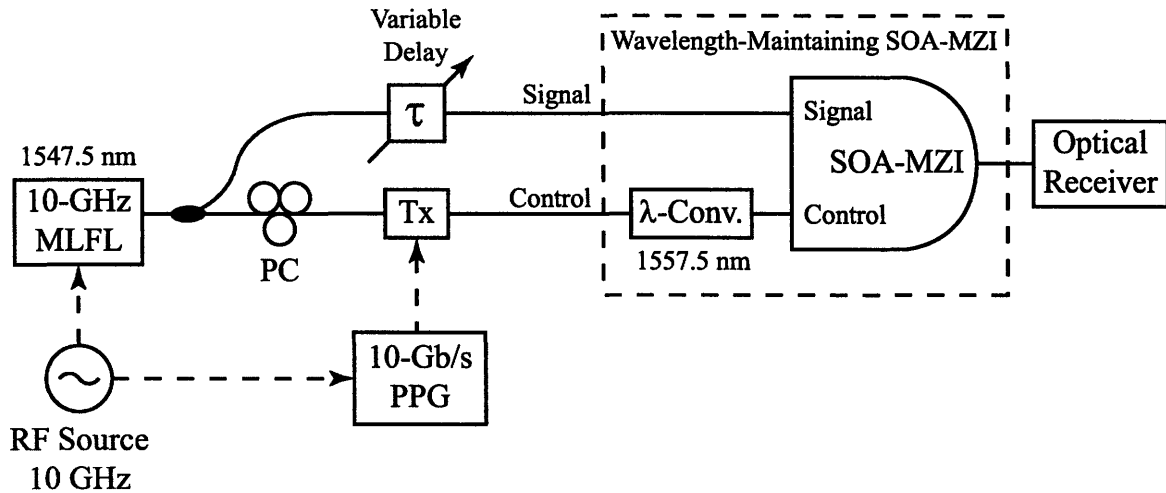 Variable
Delay
Wavelength-Maintaining SOA-MZI
τ
Signal
Signal
SOA-MZI
Optical
Receiver
1547.5 nm
10-GHz
MLFL
PC
Tx
Control
λ-Conv.
Control
1557.5 nm
10-Gb/s
PPG
RF Source
10 GHz